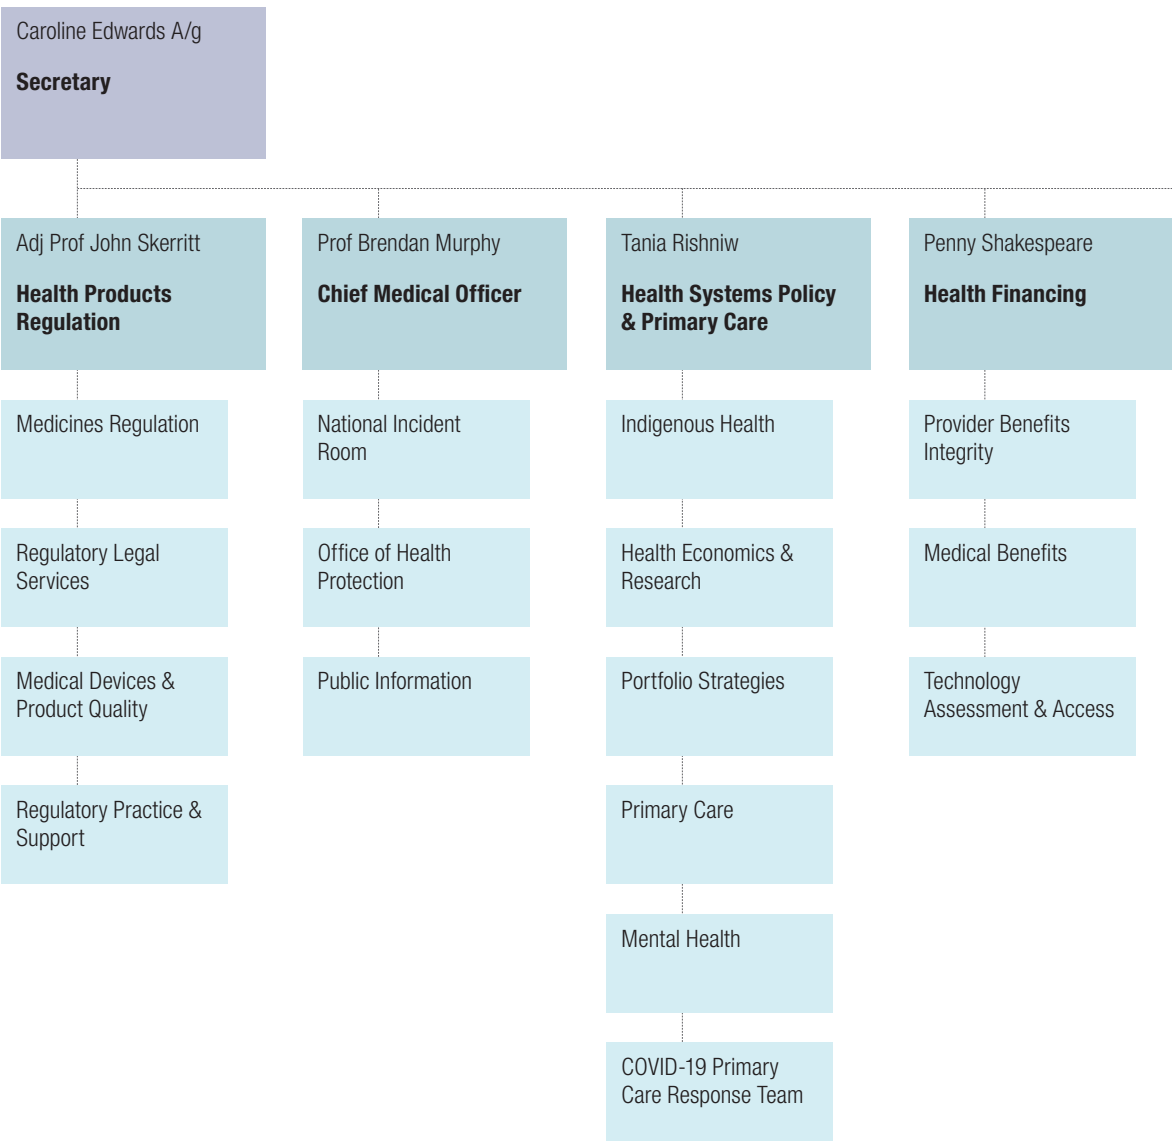 Caroline Edwards A/g
Secretary
Adj Prof John Skerritt
Health Products
Regulation
Medicines Regulation
Regulatory Legal
Services
Medical Devices &
Product Quality
Regulatory Practice &
Support
Prof Brendan Murphy
Chief Medical Officer
National Incident
Room
Office of Health
Protection
Public Information
Tania Rishniw
Health Systems Policy
& Primary Care
Indigenous Health
Health Economics &
Research
Portfolio Strategies
Primary Care
Mental Health
COVID-19 Primary
Care Response Team
Penny Shakespeare
Health Financing
Provider Benefits
Integrity
Medical Benefits
Technology
Assessment & Access